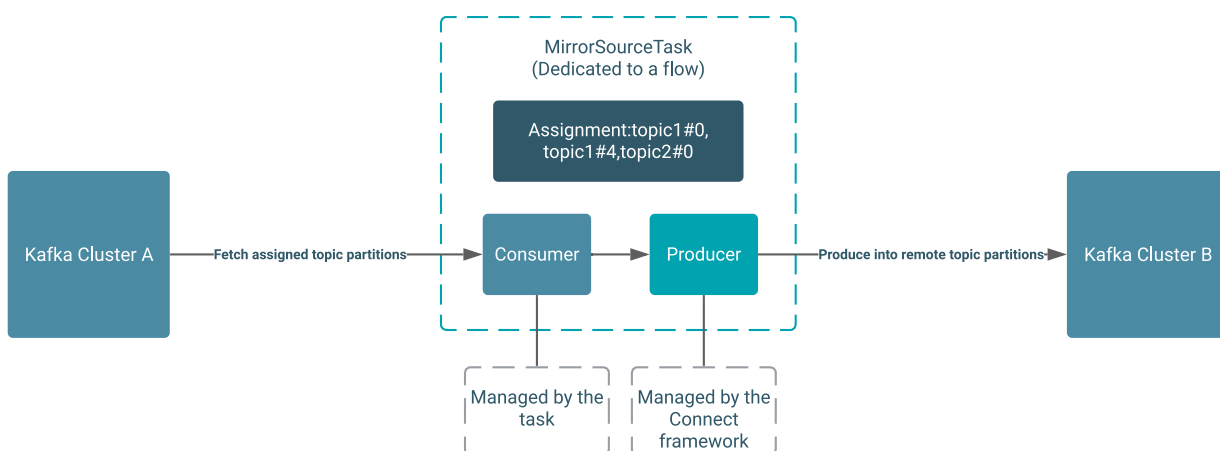 MirrorSourceTask
(Dedicated to a flow)
Assignment:topic1#0,
topic1#4,topic2#0
Kafka Cluster A
Fetch assigned topic partitions
Consumer
Producer
Produce into remote topic partitions
Kafka Cluster B
Managed by the
task
Managed by the
Connect
framework